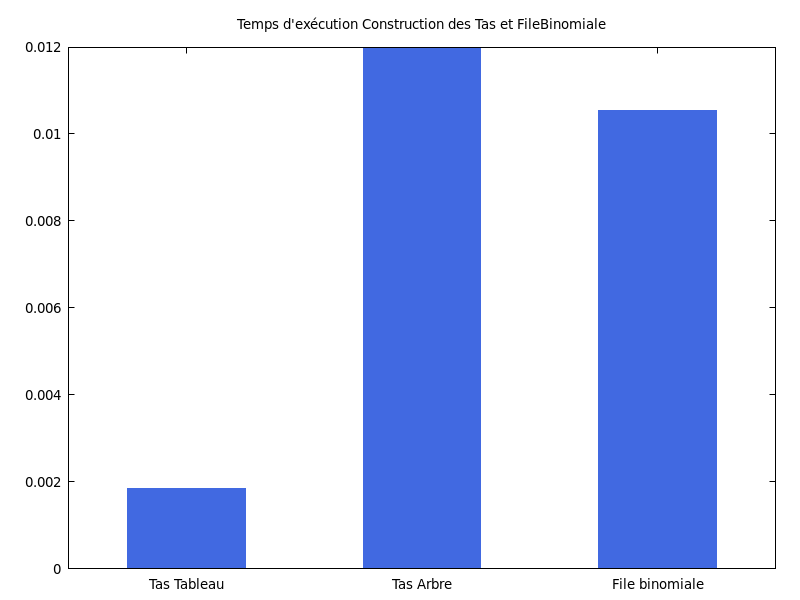 Temps d'exécution Construction des Tas et FileBinomiale
0.012
0.01
0.008
0.006
0.004
0.002
0
Tas Tableau
Tas Arbre
File binomiale